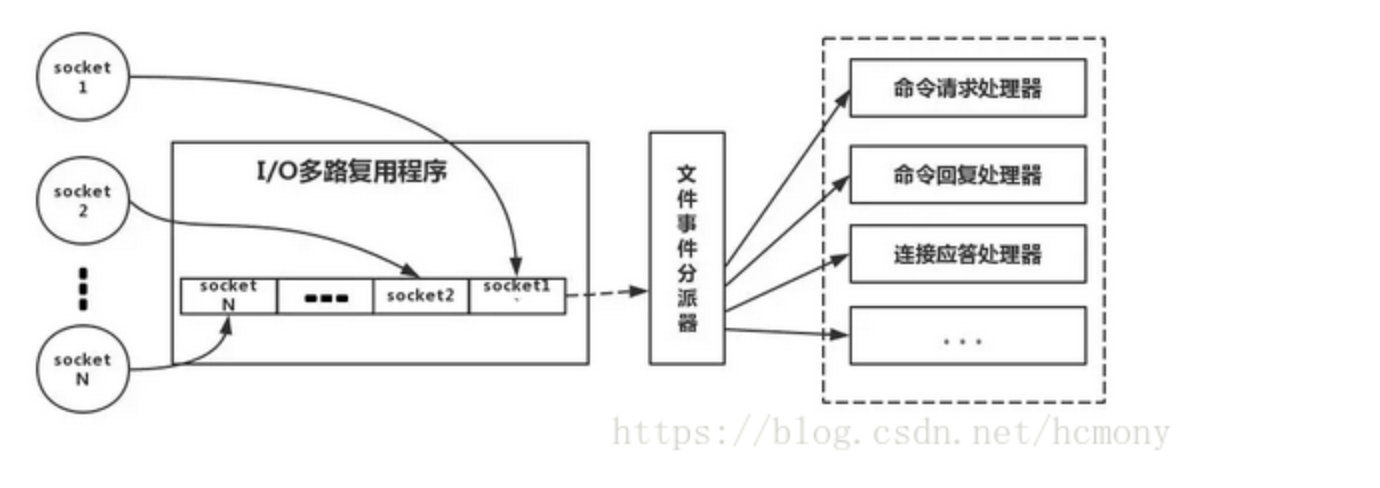 socket
1
socket
2
socket
N
I/O多路复用程序
socket
N
socket2
socket1
文
件
事
件
分
派
器
命令请求处理器
命令回复处理器
连接应答处理器
...
https://blog.csdn.net/hcmony